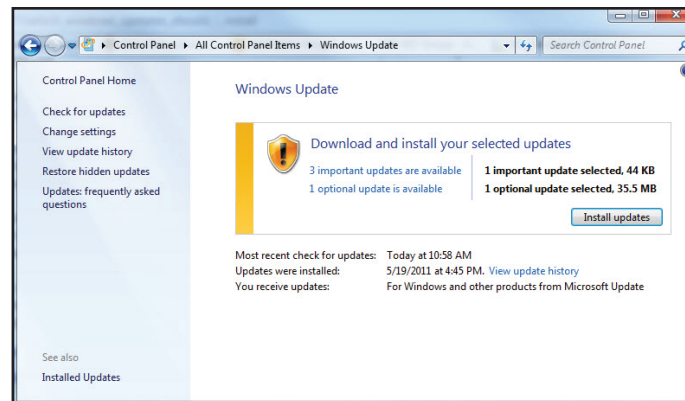 Control Panel ▸ All Control Panel Items ▸ Windows Update
Search Control Panel
Control Panel Home
Check for updates
Change settings
View update history
Restore hidden updates
Updates: frequently asked
questions
See also
Installed Updates
Windows Update
Download and install your selected updates
3 important updates are available
1 important update selected, 44 KB
1 optional update is available
1 optional update selected, 35.5 MB
Install updates
Most recent check for updates: Today at 10:58 AM
Updates were installed: 5/19/2011 at 4:45 PM. View update history
You receive updates: For Windows and other products from Microsoft Update